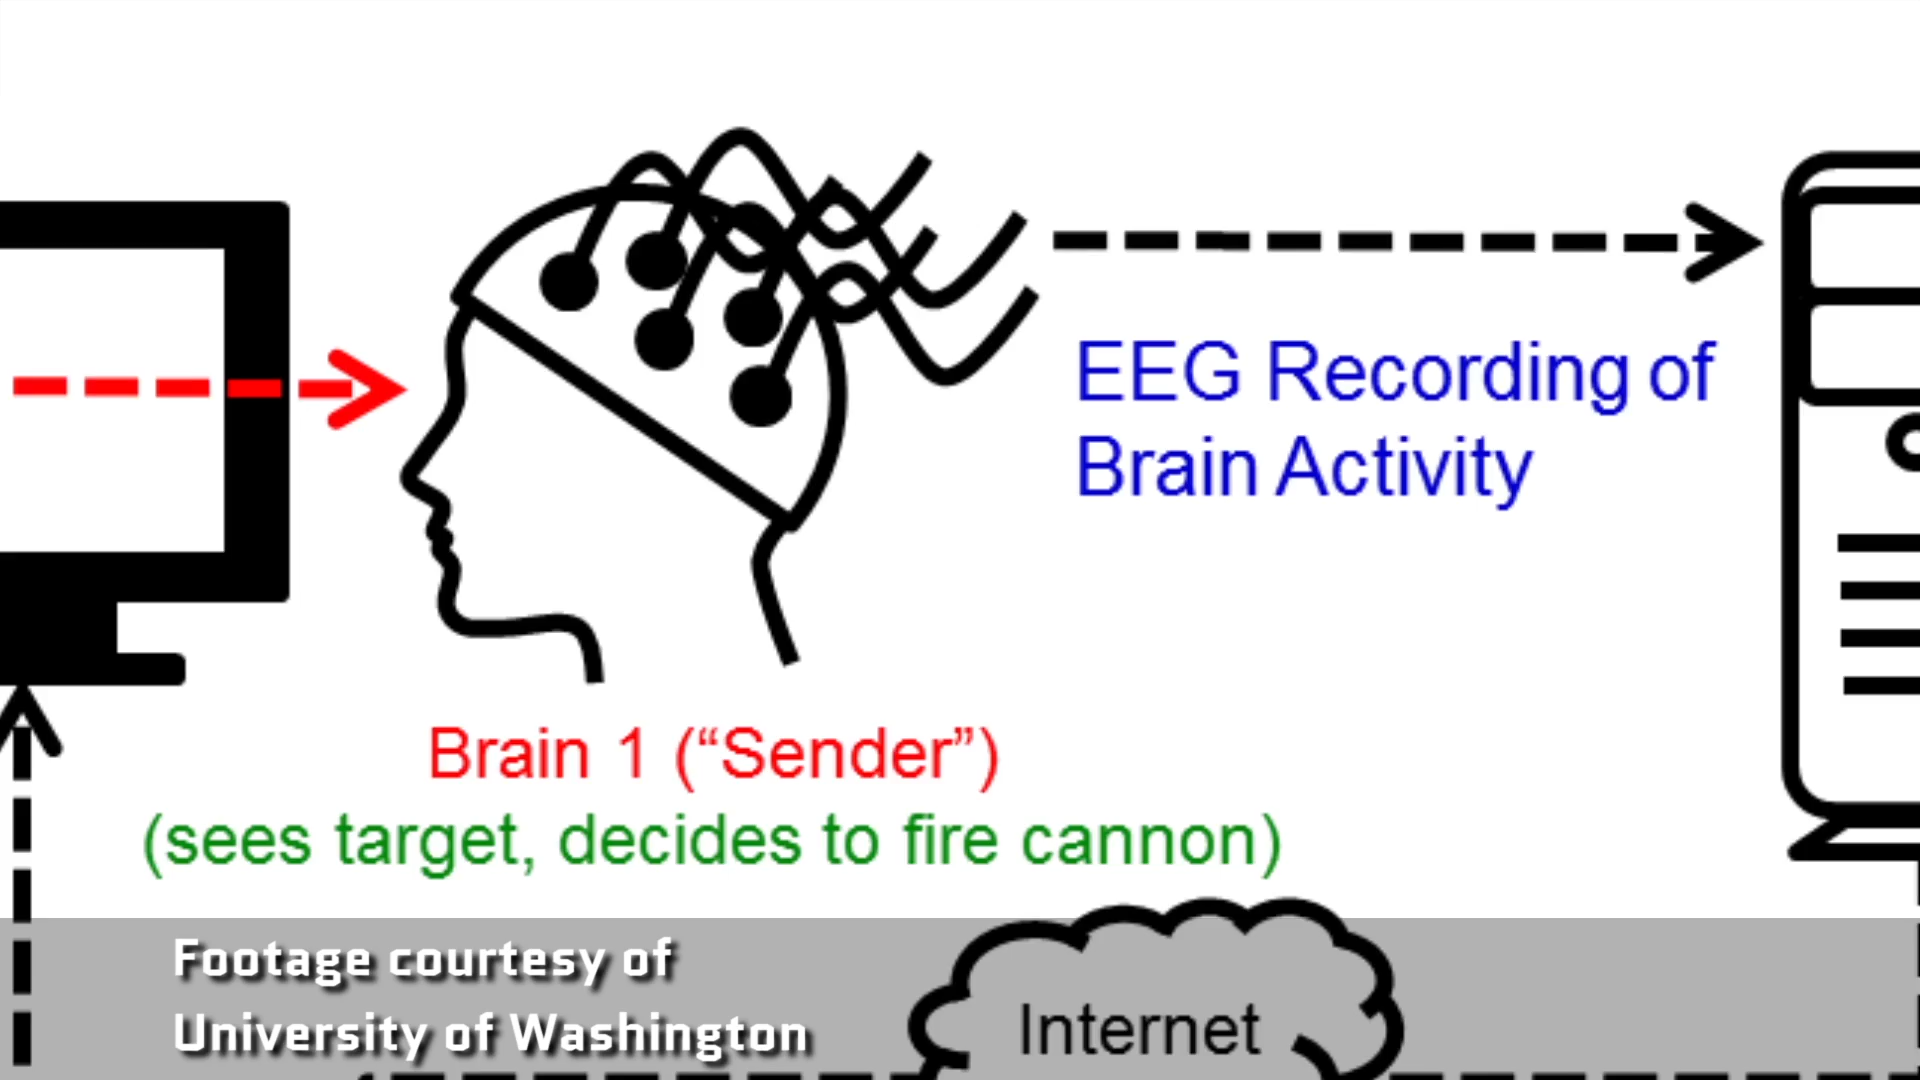 EEG Recording of
Brain Activity
Brain 1 (“Sender”)
(sees target, decides to fire cannon)
Footage courtesy of
University of Washington
Internet